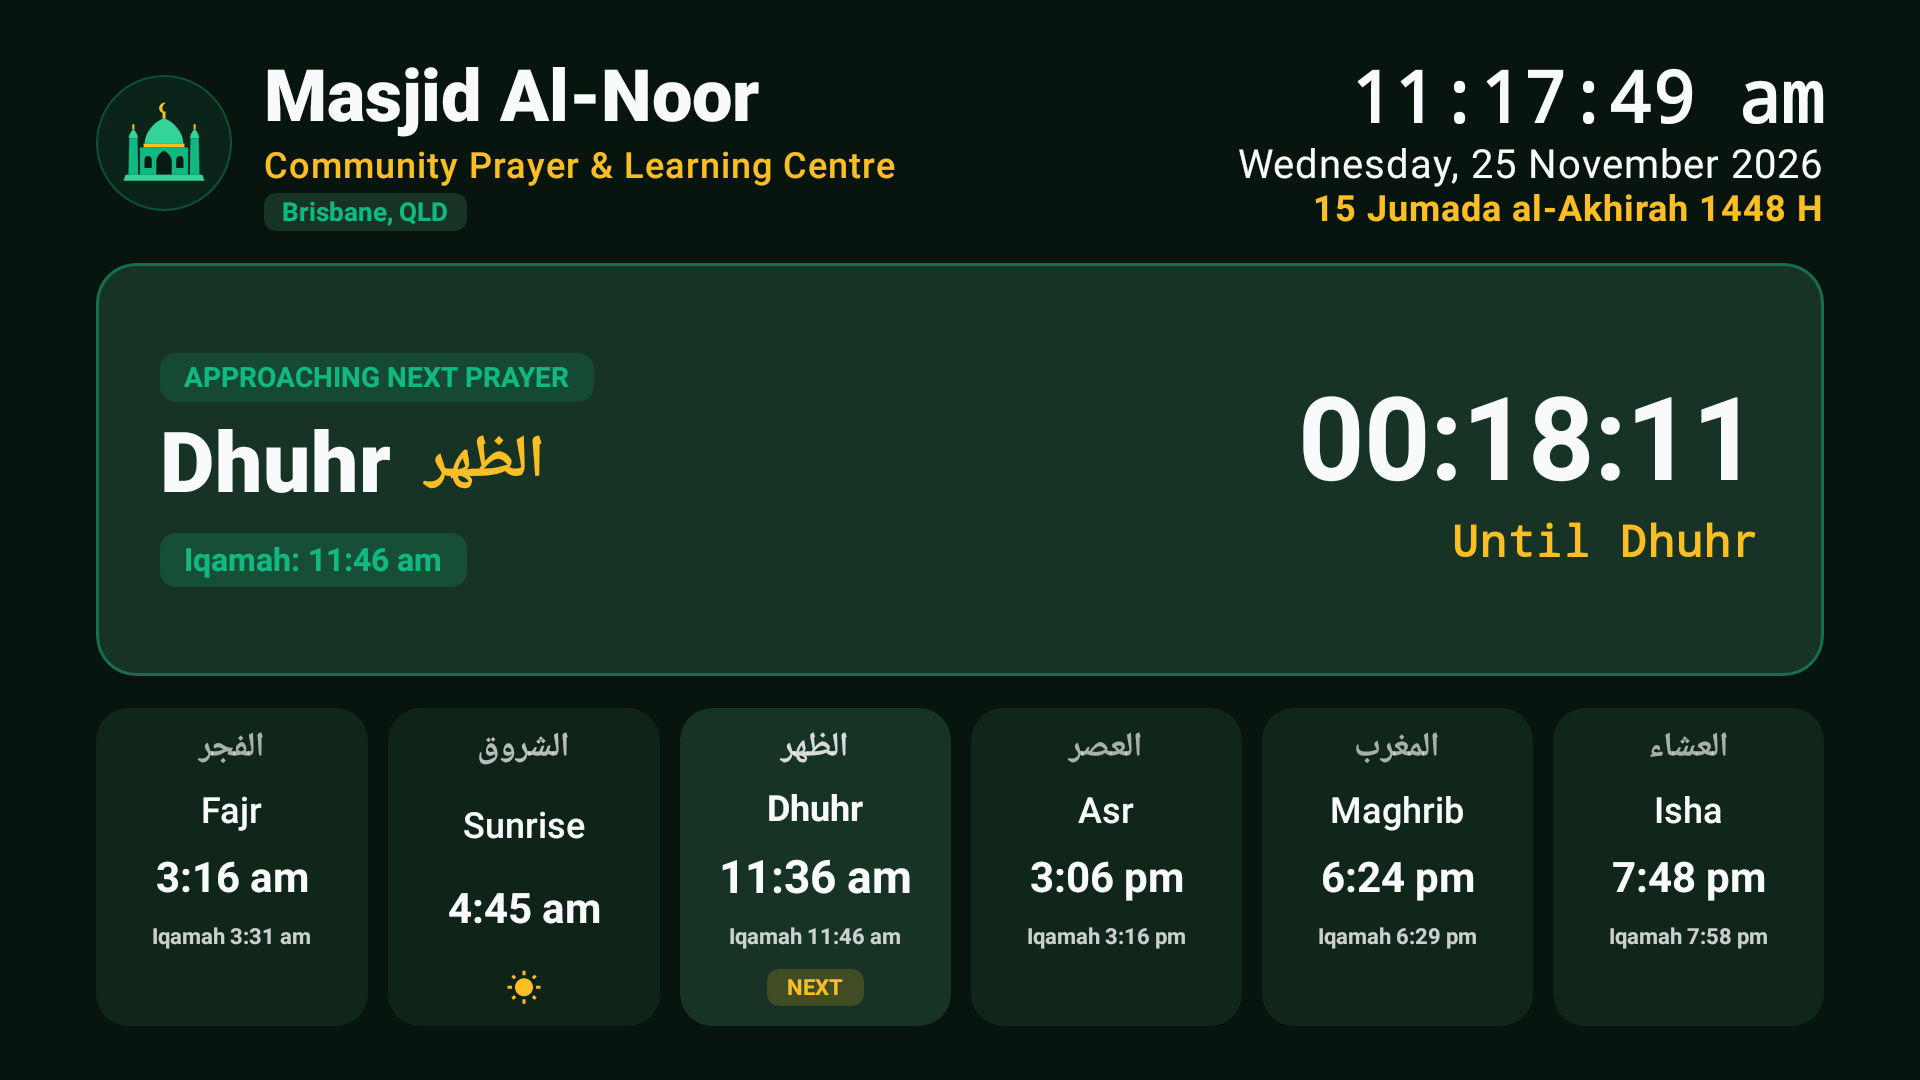 Masjid Al-Noor
Community Prayer & Learning Centre
Brisbane, QLD
11:17:49 am
Wednesday, 25 November 2026
15 Jumada al-Akhirah 1448 H
APPROACHING NEXT PRAYER
Dhuhr الظهر
Iqamah: 11:46 am
00:18:11
Until Dhuhr
الفجر
Fajr
3:16 am
Iqamah 3:31 am
الشروق
Sunrise
4:45 am
الظهر
Dhuhr
11:36 am
Iqamah 11:46 am
NEXT
العصر
Asr
3:06 pm
Iqamah 3:16 pm
المغرب
Maghrib
6:24 pm
Iqamah 6:29 pm
العشاء
Isha
7:48 pm
Iqamah 7:58 pm